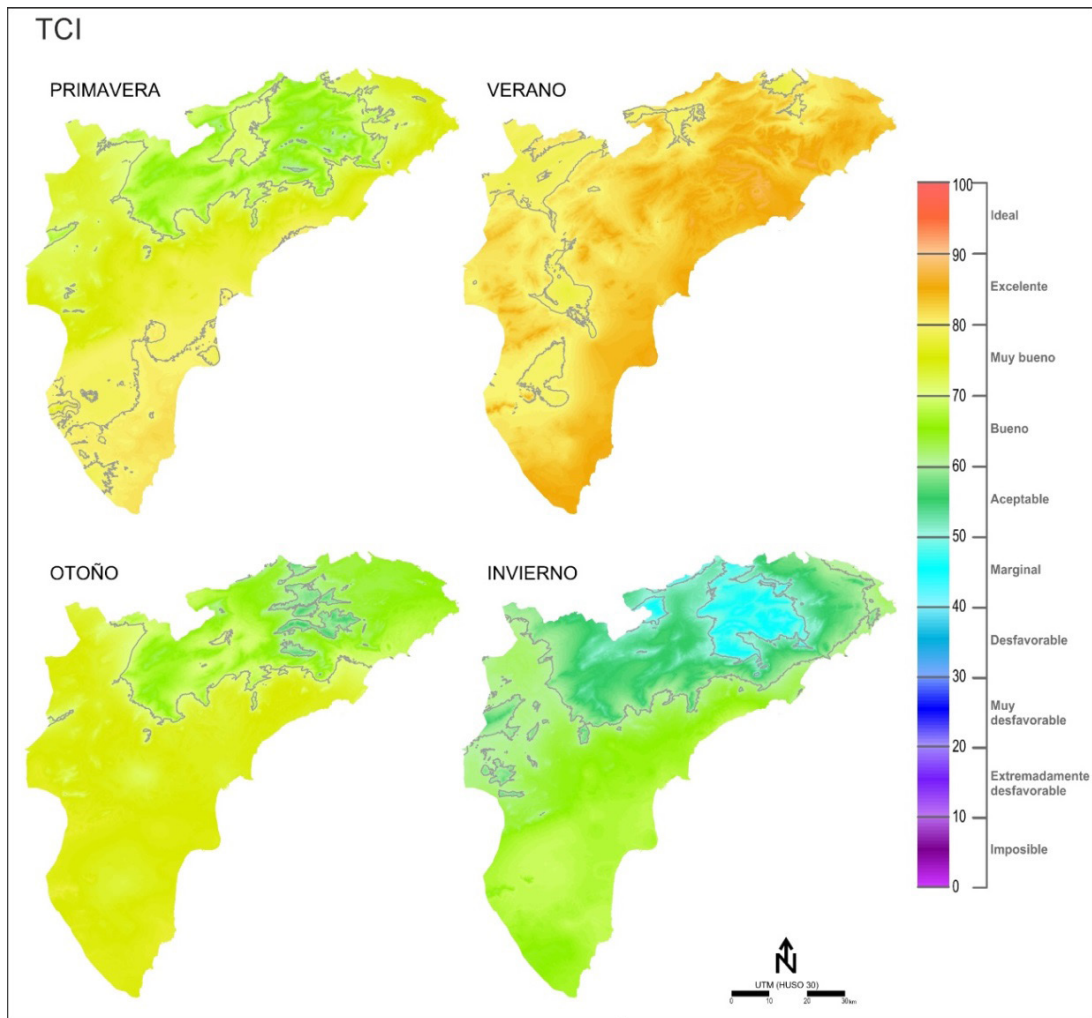 TCI
PRIMAVERA
VERANO
OTOÑO
INVIERNO
100
Ideal
90
Excelente
80
Muy bueno
70
Bueno
60
Aceptable
50
Marginal
40
Desfavorable
30
Muy
desfavorable
20
Extremadamente
desfavorable
10
Imposible
0
N
UTM (HUSO 30)
0 10 20 30km